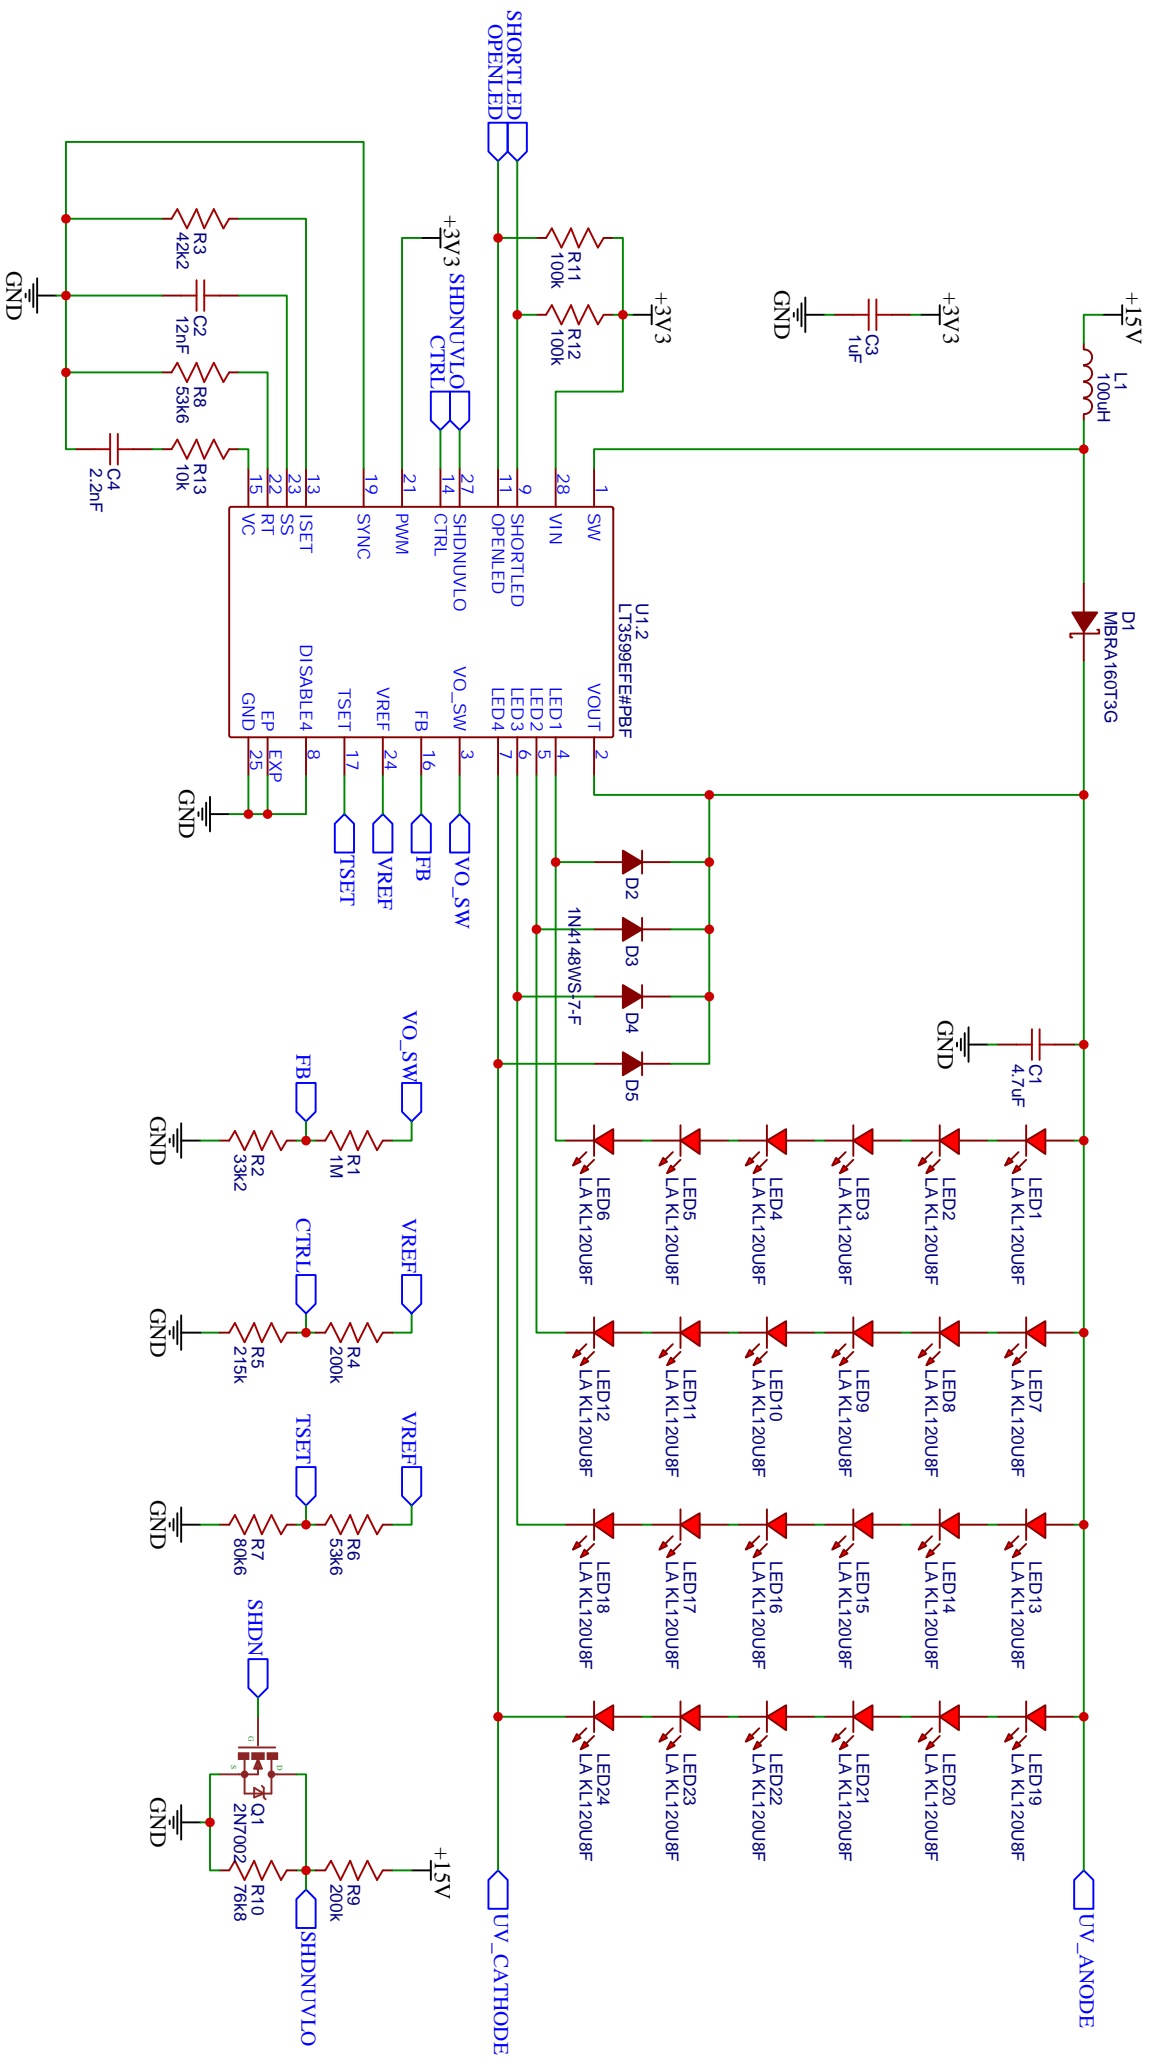 +15V
L1
100uH
D1
MBRA160T3G
UV_ANODE
+3V3
C3
1uF
GND
C1
4.7uF
GND
LED1
LA KL120U8F
LED2
LA KL120U8F
LED3
LA KL120U8F
LED4
LA KL120U8F
LED5
LA KL120U8F
LED6
LA KL120U8F
LED7
LA KL120U8F
LED8
LA KL120U8F
LED9
LA KL120U8F
LED10
LA KL120U8F
LED11
LA KL120U8F
LED12
LA KL120U8F
LED13
LA KL120U8F
LED14
LA KL120U8F
LED15
LA KL120U8F
LED16
LA KL120U8F
LED17
LA KL120U8F
LED18
LA KL120U8F
LED19
LA KL120U8F
LED20
LA KL120U8F
LED21
LA KL120U8F
LED22
LA KL120U8F
LED23
LA KL120U8F
LED24
LA KL120U8F
D2
D3
D4
D5
1N4148WS-7-F
UV_CATHODE
+3V3
R11
100k
R12
100k
SHORTLED
OPENLED
+3V3
SHDNUVLO
CTRL
U1.2
LT3599EFE#PBF
1 SW
28 VIN
9 SHORTLED
11 OPENLED
27 SHDNUVLO
14 CTRL
21 PWM
19 SYNC
13 ISET
23 SS
22 RT
15 VC
VOUT 2
LED1 4
LED2 5
LED3 6
LED4 7
VO_SW 3
FB 16
VREF 24
TSET 17
DISABLE4 8
EP EXP
GND 25
VO_SW
FB
VREF
TSET
GND
R3
42k2
C2
12nF
R8
53k6
R13
10k
C4
2.2nF
GND
VO_SW
FB
R1
1M
R2
33k2
GND
VREF
CTRL
R4
200k
R5
215k
GND
VREF
TSET
R6
53k6
R7
80k6
GND
SHDN
G
D
S
Q1
2N7002
GND
+15V
R9
200k
R10
76k8
SHDNUVLO